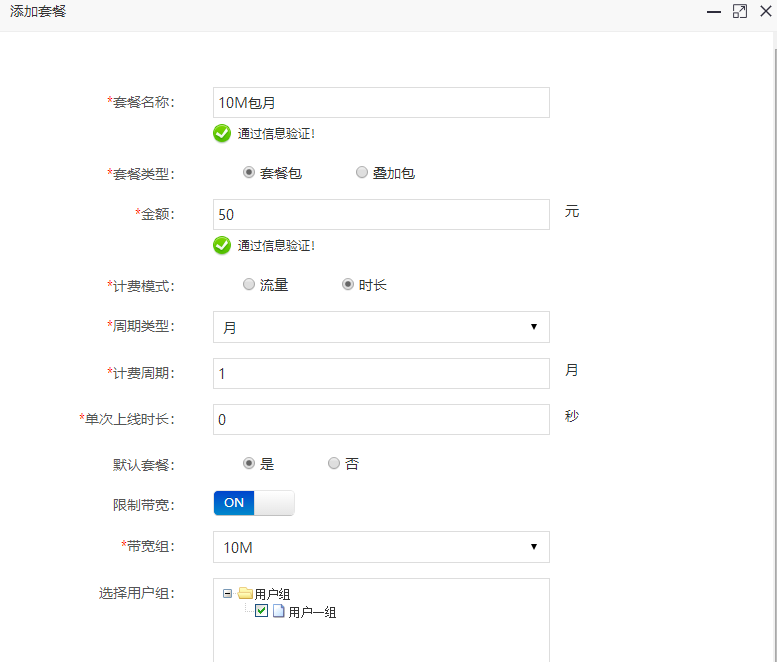 添加套餐
*套餐名称： 10M包月
通过信息验证！
*套餐类型： 套餐包 叠加包
*金额： 50 元
通过信息验证！
*计费模式： 流量 时长
*周期类型： 月
*计费周期： 1 月
*单次上线时长： 0 秒
默认套餐： 是 否
限制带宽： ON
*带宽组： 10M
选择用户组： 用户组
用户一组